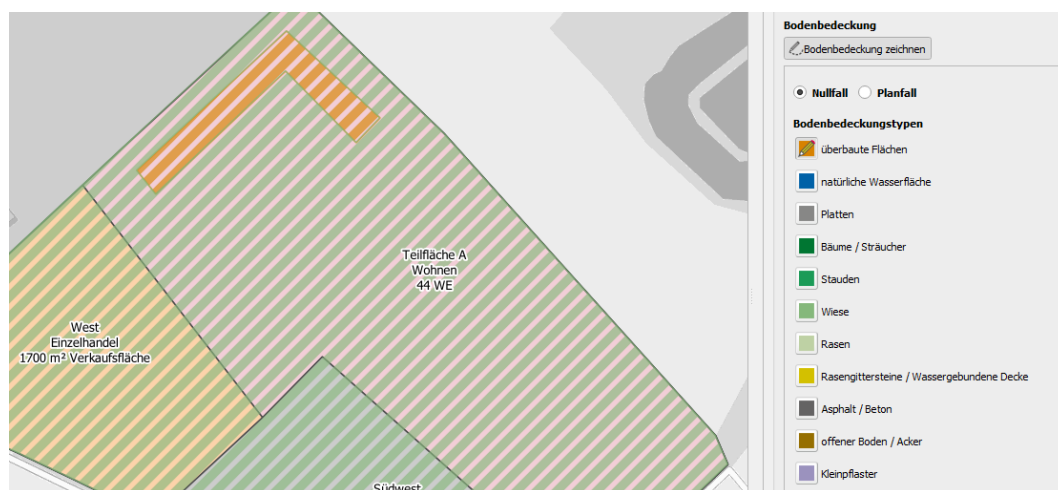 Teilfläche A
Wohnen
44 WE
West
Einzelhandel
1700 m² Verkaufsfläche
Südwest
Bodenbedeckung
Bodenbedeckung zeichnen
Nullfall Planfall
Bodenbedeckungstypen
überbaute Flächen
natürliche Wasserfläche
Platten
Bäume / Sträucher
Stauden
Wiese
Rasen
Rasengittersteine / Wassergebundene Decke
Asphalt / Beton
offener Boden / Acker
Kleinpflaster